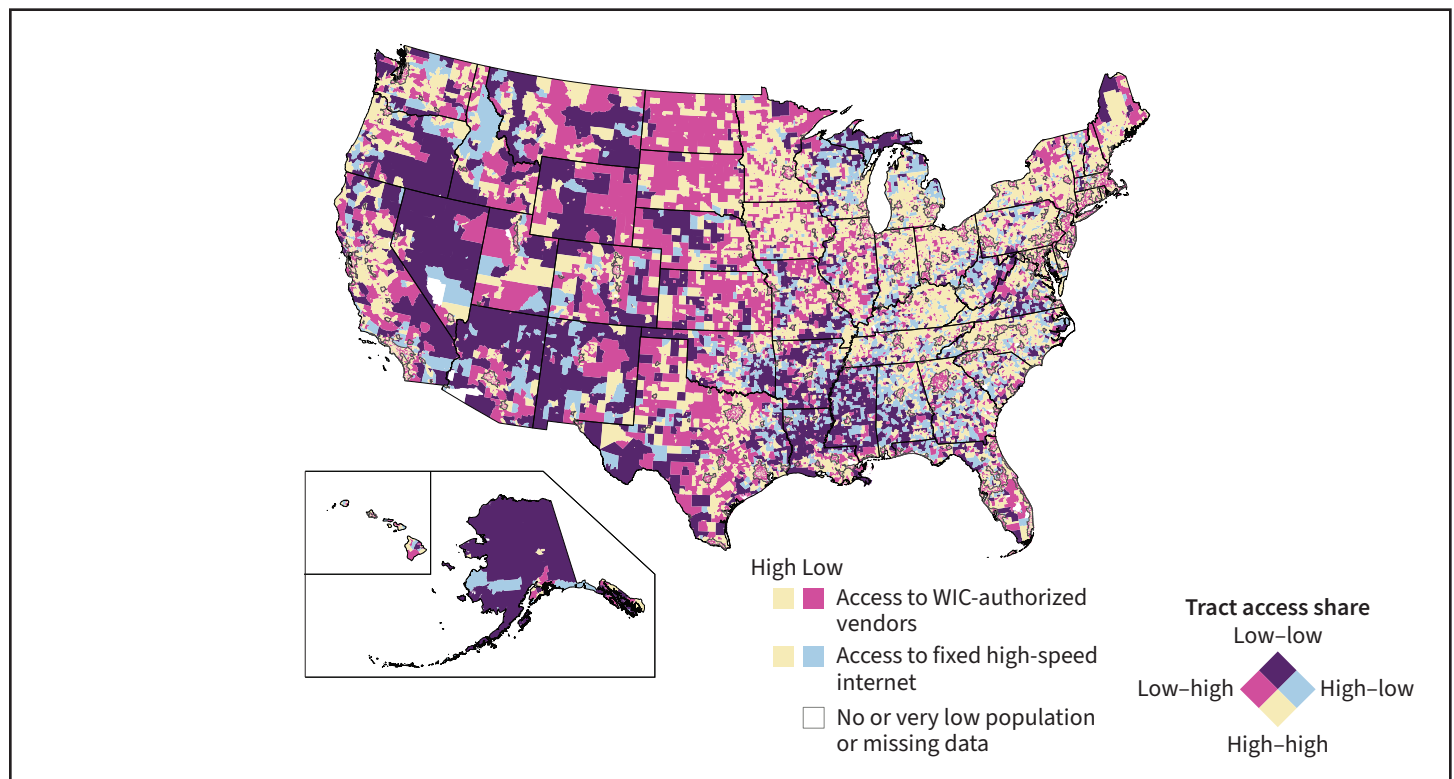 High Low
Access to WIC-authorized
vendors
Access to fixed high-speed
internet
No or very low population
or missing data
Tract access share
Low–low
Low–high
High–low
High–high